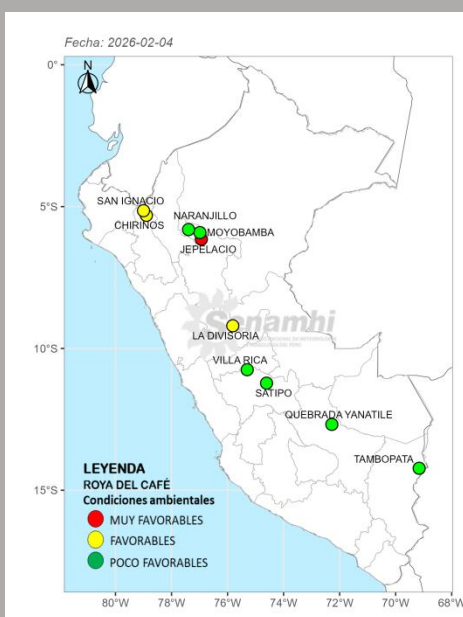 Fecha: 2026-02-04
N
0°
5°S
10°S
15°S
SAN IGNACIO
CHIRINOS
NARANJILLO
MOYOBAMBA
JEPELACIO
Senamhi
LA DIVISORIA
VILLA RICA
SATIPO
QUEBRADA YANATILE
TAMBOPATA
LEYENDA
ROYA DEL CAFÉ
Condiciones ambientales
MUY FAVORABLES
FAVORABLES
POCO FAVORABLES
80°W 78°W 76°W 74°W 72°W 70°W 68°W